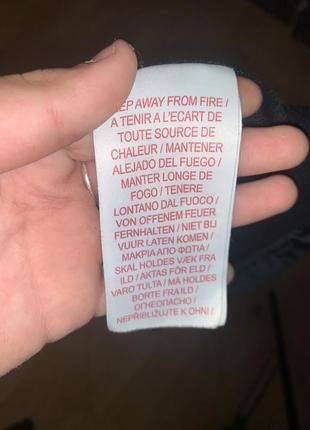 AWAY FROM FIRE /
A TENIR A L'ECART DE
TOUTE SOURCE DE
CHALEUR / MANTENER
ALEJADO DEL FUEGO /
MANTER LONGE DE
FOGO / TENERE
LONTANO DAL FUOCO /
VON OFFENEM FEUER
FERNHALTEN / NIET BIJ
VUUR LATEN KOMEN /
ΜΑΚΡΙΑ ΑΠΟ ΦΩΤΙΑ /
SKAL HOLDES VÆK FRA
ILD / AKTAS FÖR ELD /
VARO TULTA / MÅ HOLDES
BORTE FRA ILD /
ОГНЕОПАСНО /
NEPŘIBLIŽUJTE K OHNI /